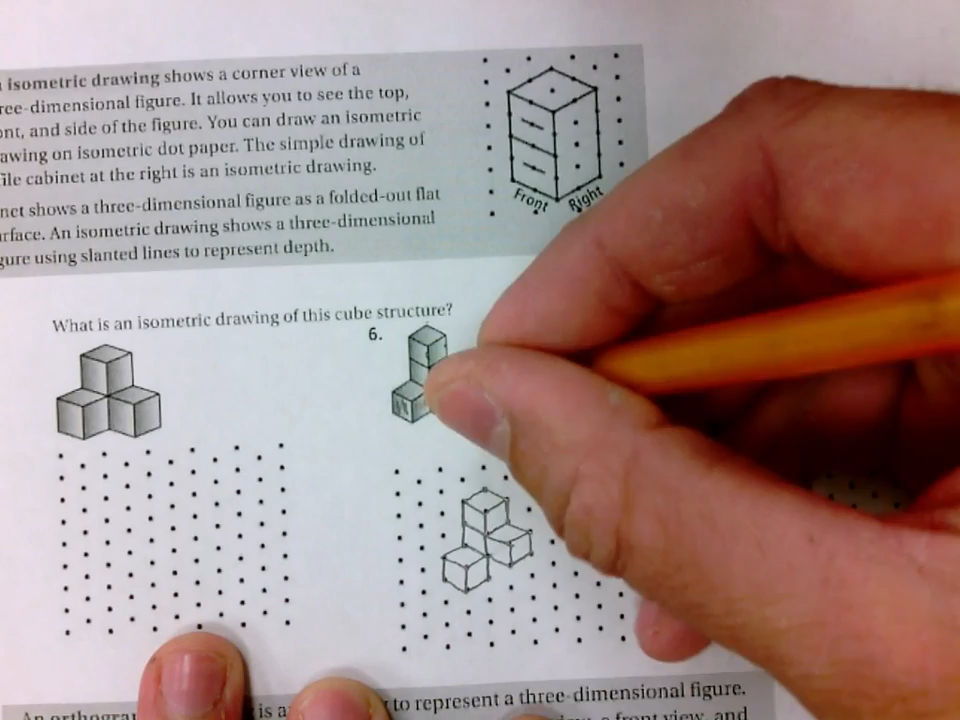 isometric drawing shows a corner view of a
ree-dimensional figure. It allows you to see the top,
ont, and side of the figure. You can draw an isometric
awing on isometric dot paper. The simple drawing of
file cabinet at the right is an isometric drawing.
Front
Right
net shows a three-dimensional figure as a folded-out flat
rface. An isometric drawing shows a three-dimensional
gure using slanted lines to represent depth.
What is an isometric drawing of this cube structure?
6.
is a
to represent a three-dimensional figure.
a front view, and